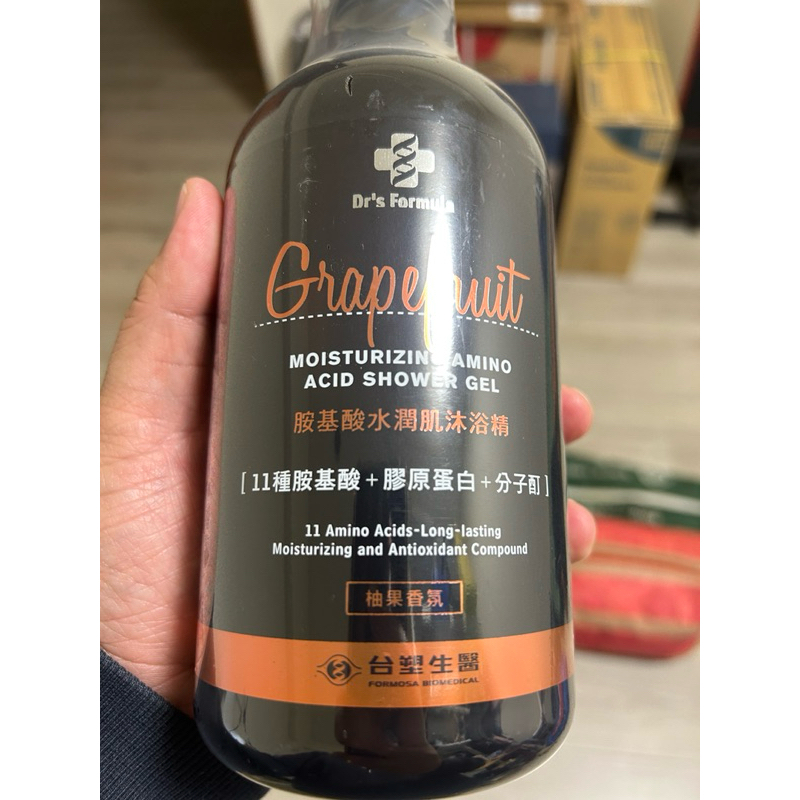 Dr's Formula
Grapefruit
MOISTURIZING AMINO
ACID SHOWER GEL
胺基酸水潤肌沐浴精
[ 11種胺基酸+膠原蛋白+分子酊 ]
11 Amino Acids-Long-lasting
Moisturizing and Antioxidant Compound
柚果香氛
台塑生醫
FORMOSA BIOMEDICAL